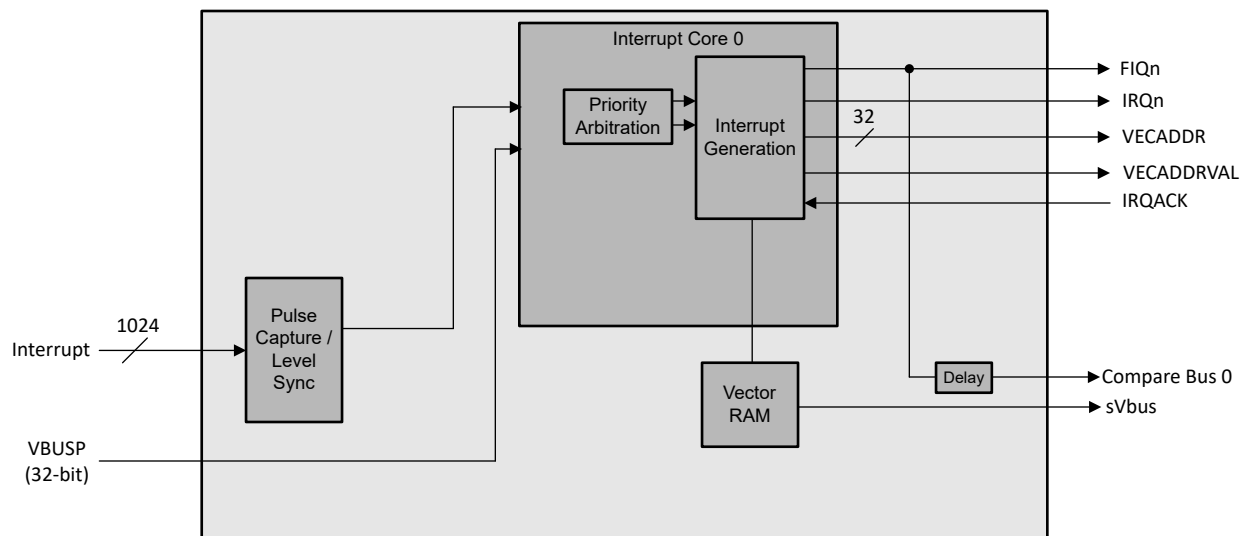 Interrupt Core 0
Priority
Arbitration
Interrupt
Generation
32
FIQn
IRQn
VECADDR
VECADDRVAL
IRQACK
Interrupt
1024
Pulse
Capture /
Level
Sync
Vector
RAM
Delay
Compare Bus 0
sVbus
VBUSP
(32-bit)